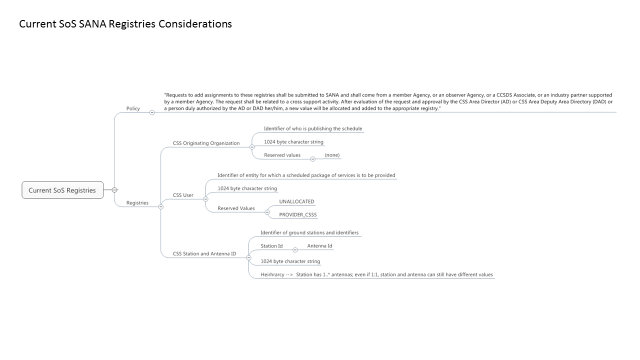 Current SoS SANA Registries Considerations
"Requests to add assignments to these registries shall be submitted to SANA and shall come from a member Agency, or an observer Agency, or a CCSDS Associate, or an industry partner supported
by a member Agency. The request shall be related to a cross support activity. After evaluation of the request and approval by the CSS Area Director (AD) or CSS Area Deputy Area Directory (DAD) or
a person duly authorized by the AD or DAD her/him, a new value will be allocated and added to the appropriate registry."
Policy
Current SoS Registries
Registries
CSS Originating Organization
Identifier of who is publishing the schedule
1024 byte character string
Reserved values
(none)
CSS User
Identifier of entity for which a scheduled package of services is to be provided
1024 byte character string
Reserved Values
UNALLOCATED
PROVIDER_CSSS
CSS Station and Antenna ID
Identifier of ground stations and identifiers
Station Id
Antenna Id
1024 byte character string
Heirhrarcy --> Station has 1..* antennas; even if 1:1, station and antenna can still have different values